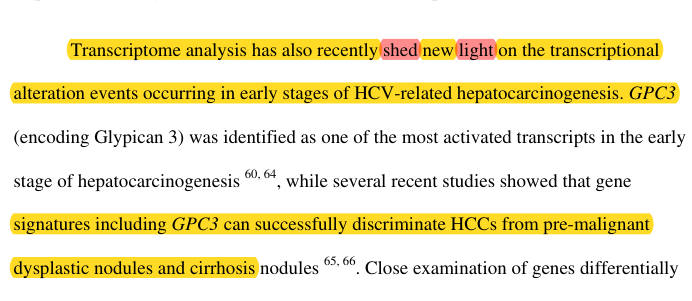 Transcriptome analysis has also recently shed new light on the transcriptional
alteration events occurring in early stages of HCV-related hepatocarcinogenesis. GPC3
(encoding Glypican 3) was identified as one of the most activated transcripts in the early
stage of hepatocarcinogenesis 60, 64, while several recent studies showed that gene
signatures including GPC3 can successfully discriminate HCCs from pre-malignant
dysplastic nodules and cirrhosis nodules 65, 66. Close examination of genes differentially